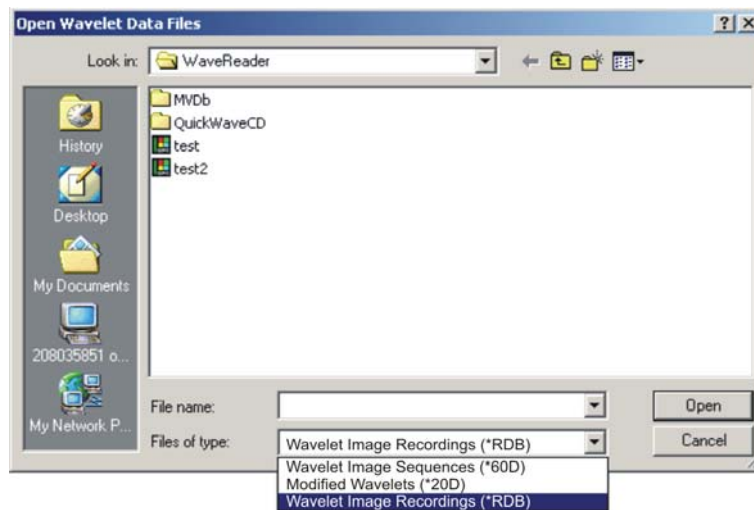 Open Wavelet Data Files
Look in: WaveReader
History
Desktop
My Documents
208035851 o...
My Network P...
MVDb
QuickWaveCD
test
test2
File name:
Open
Files of type: Wavelet Image Recordings (*RDB)
Cancel
Wavelet Image Sequences (*60D)
Modified Wavelets (*20D)
Wavelet Image Recordings (*RDB)